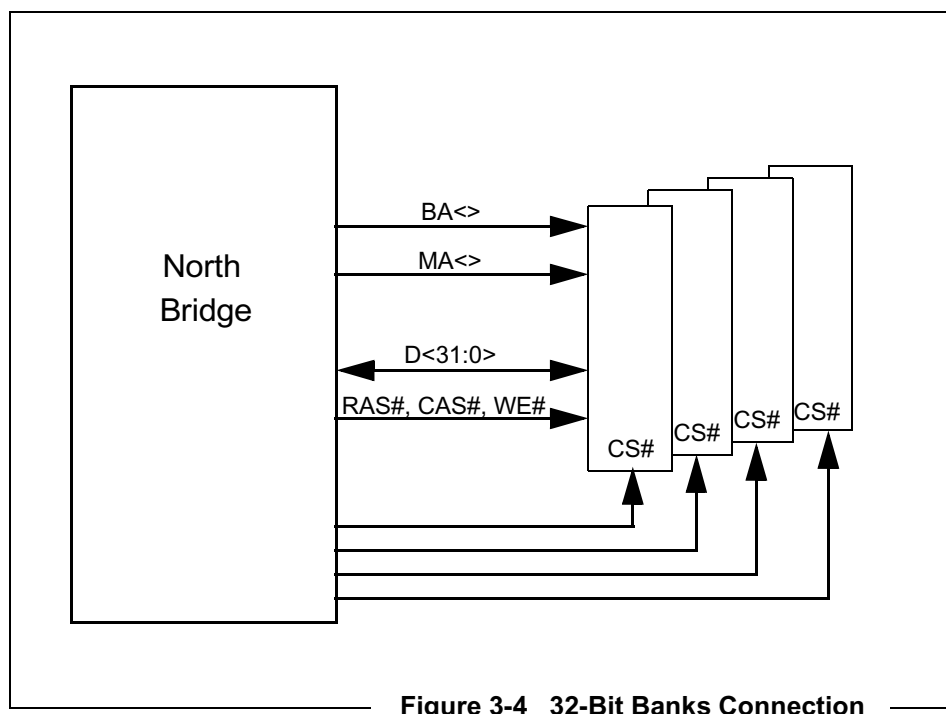 North
Bridge
BA<>
MA<>
D<31:0>
RAS#, CAS#, WE#
CS#
CS#
CS#
CS#
Figure 3-4 32-Bit Banks Connection